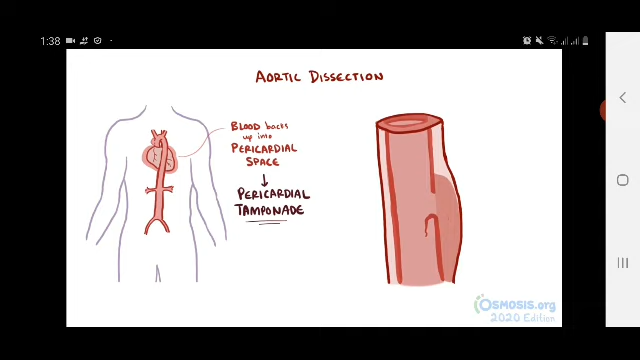 1:38
AORTIC DISSECTION
BLOOD backs
up into
PERICARDIAL
SPACE
PERICARDIAL
TAMPONADE
OSMOSIS.org
2020 Edition